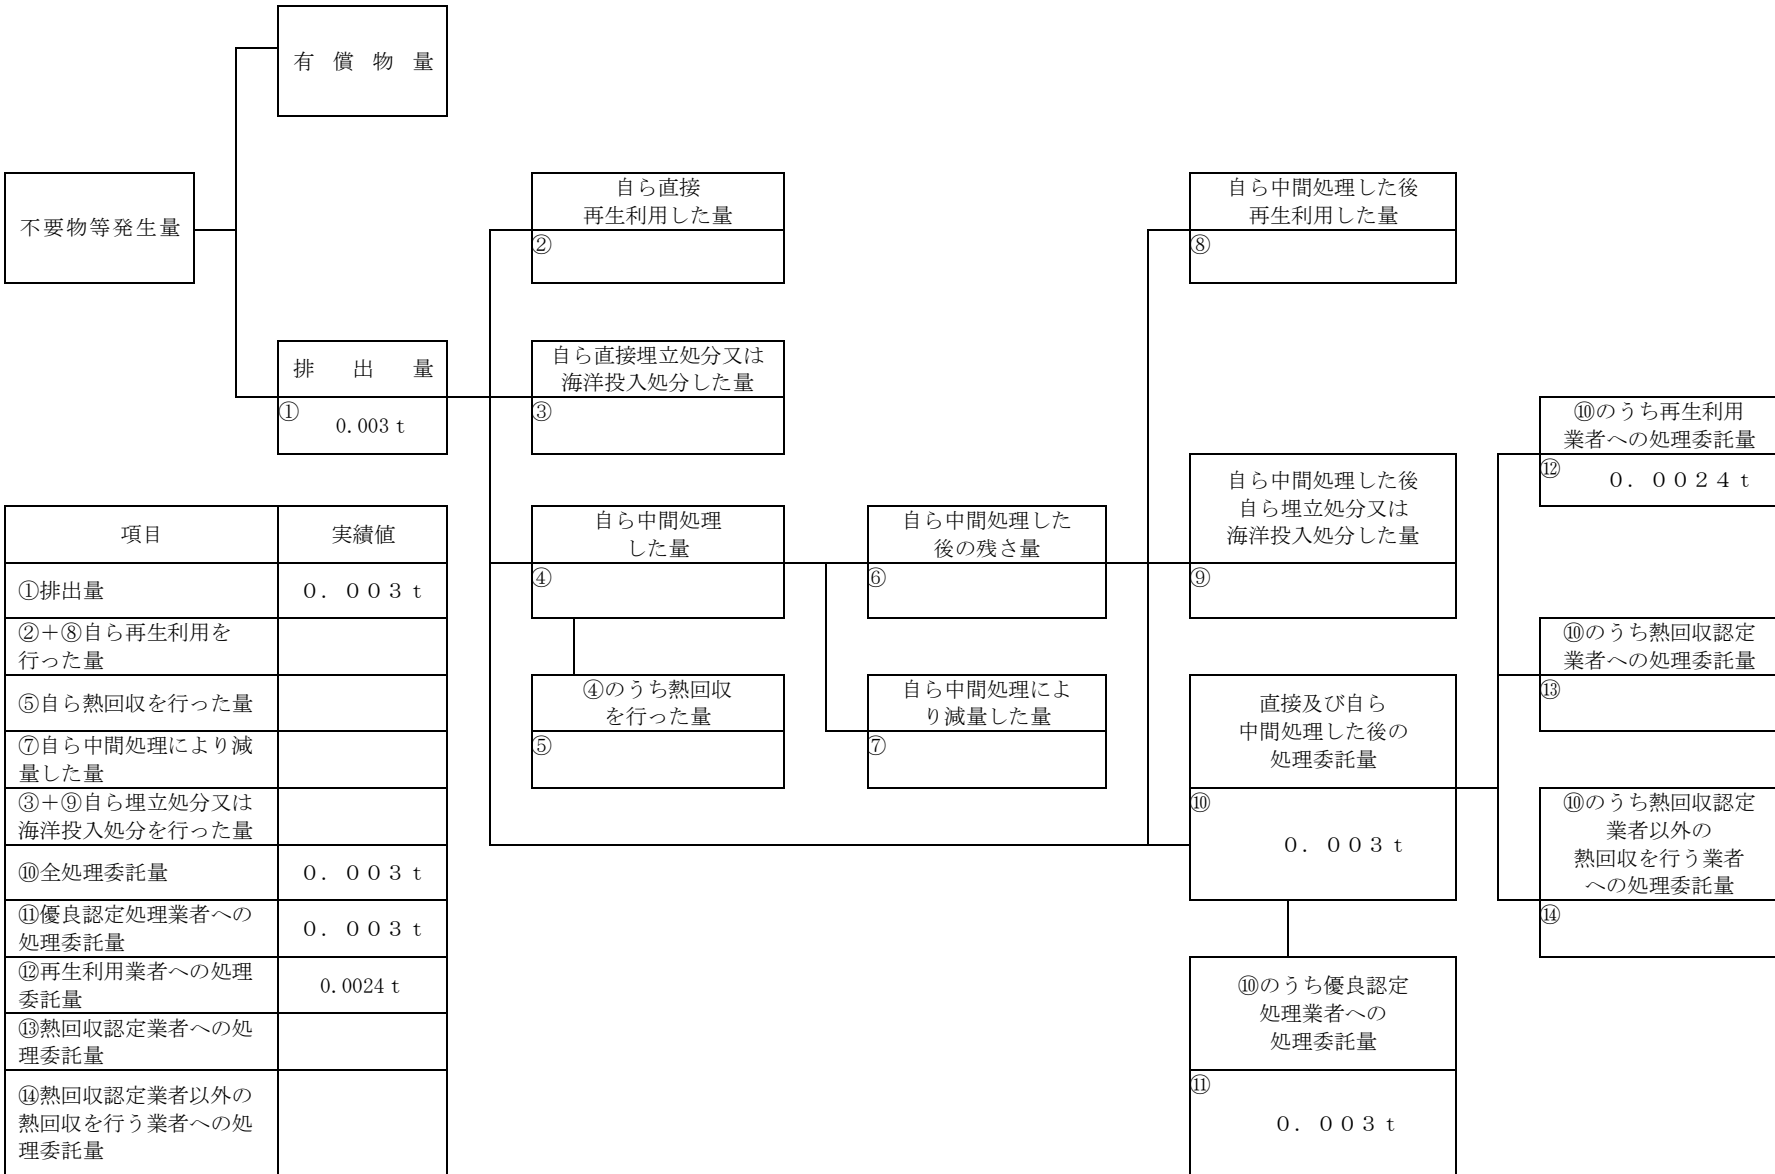 有　償　物　量
不要物等発生量
排　出　量
①
0.003 t
自ら直接
再生利用した量
②
自ら直接埋立処分又は
海洋投入処分した量
③
自ら中間処理
した量
④
④のうち熱回収
を行った量
⑤
自ら中間処理した
後の残さ量
⑥
自ら中間処理によ
り減量した量
⑦
自ら中間処理した後
再生利用した量
⑧
自ら中間処理した後
自ら埋立処分又は
海洋投入処分した量
⑨
直接及び自ら
中間処理した後の
処理委託量
⑩
０．００３ｔ
⑩のうち優良認定
処理業者への
処理委託量
⑪
０．００３ｔ
⑩のうち再生利用
業者への処理委託量
⑫
０．００２４ｔ
⑩のうち熱回収認定
業者への処理委託量
⑬
⑩のうち熱回収認定
業者以外の
熱回収を行う業者
への処理委託量
⑭
項目 実績値
①排出量 ０．００３ｔ
②＋⑧自ら再生利用を
行った量
⑤自ら熱回収を行った量
⑦自ら中間処理により減
量した量
③＋⑨自ら埋立処分又は
海洋投入処分を行った量
⑩全処理委託量 ０．００３ｔ
⑪優良認定処理業者への
処理委託量 ０．００３ｔ
⑫再生利用業者への処理
委託量 0.0024 t
⑬熱回収認定業者への処
理委託量
⑭熱回収認定業者以外の
熱回収を行う業者への処
理委託量